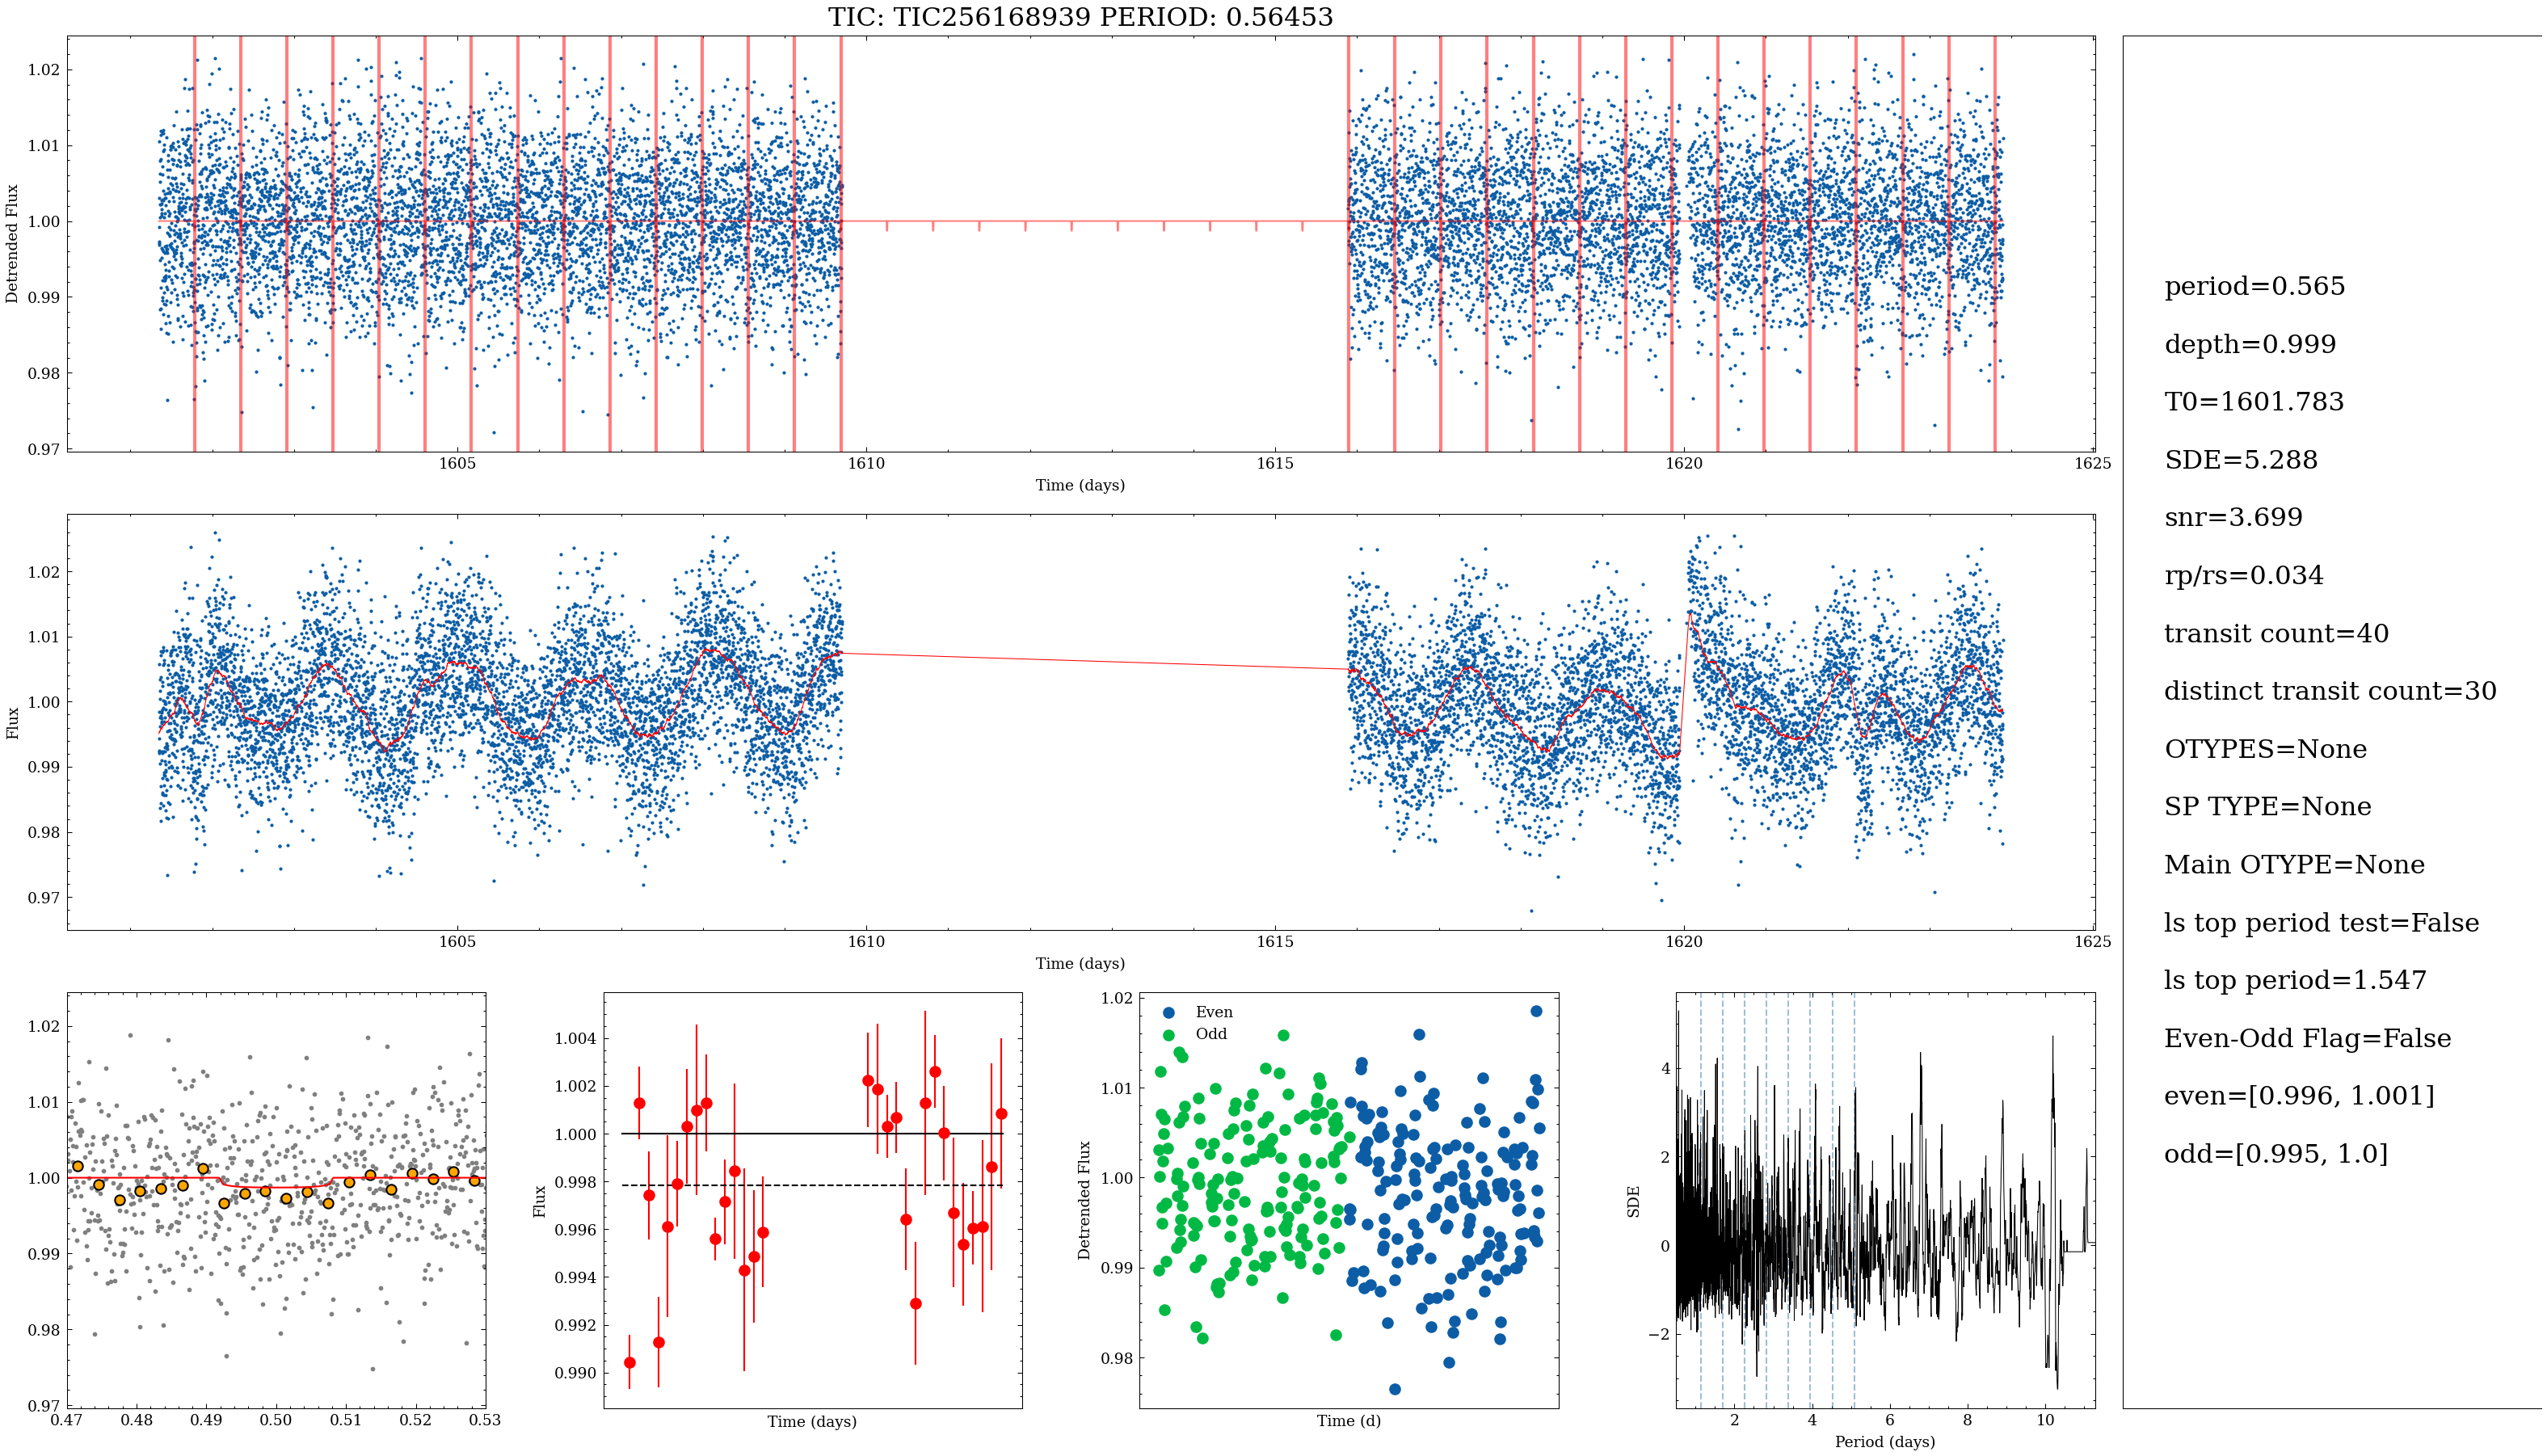 TIC: TIC256168939 PERIOD: 0.56453
1.02
1.01
1.00
0.99
0.98
0.97
Detrended Flux
1605
1610
1615
1620
1625
Time (days)
1.02
1.01
1.00
0.99
0.98
0.97
Flux
1605
1610
1615
1620
1625
Time (days)
1.02
1.01
1.00
0.99
0.98
0.97
0.47
0.48
0.49
0.50
0.51
0.52
0.53
1.004
1.002
1.000
0.998
0.996
0.994
0.992
0.990
Flux
Time (days)
1.02
1.01
1.00
0.99
0.98
Detrended Flux
Even
Odd
Time (d)
4
2
0
−2
SDE
2
4
6
8
10
Period (days)
period=0.565
depth=0.999
T0=1601.783
SDE=5.288
snr=3.699
rp/rs=0.034
transit count=40
distinct transit count=30
OTYPES=None
SP TYPE=None
Main OTYPE=None
ls top period test=False
ls top period=1.547
Even-Odd Flag=False
even=[0.996, 1.001]
odd=[0.995, 1.0]